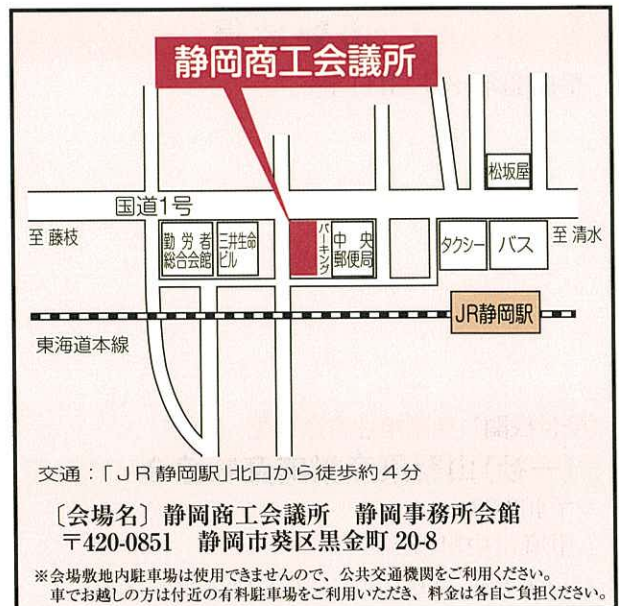 静岡商工会議所
松坂屋
国道1号
至 藤枝
勤労者
総合会館
三井生命
ビル
パーキング
中央
郵便局
タクシー
バス
至 清水
JR静岡駅
東海道本線
交通：「JR静岡駅」北口から徒歩約4分
〔会場名〕静岡商工会議所　静岡事務所会館
〒420-0851　静岡市葵区黒金町 20-8
※会場敷地内駐車場は使用できませんので、公共交通機関をご利用ください。
車でお越しの方は付近の有料駐車場をご利用いただき、料金は各自ご負担ください。